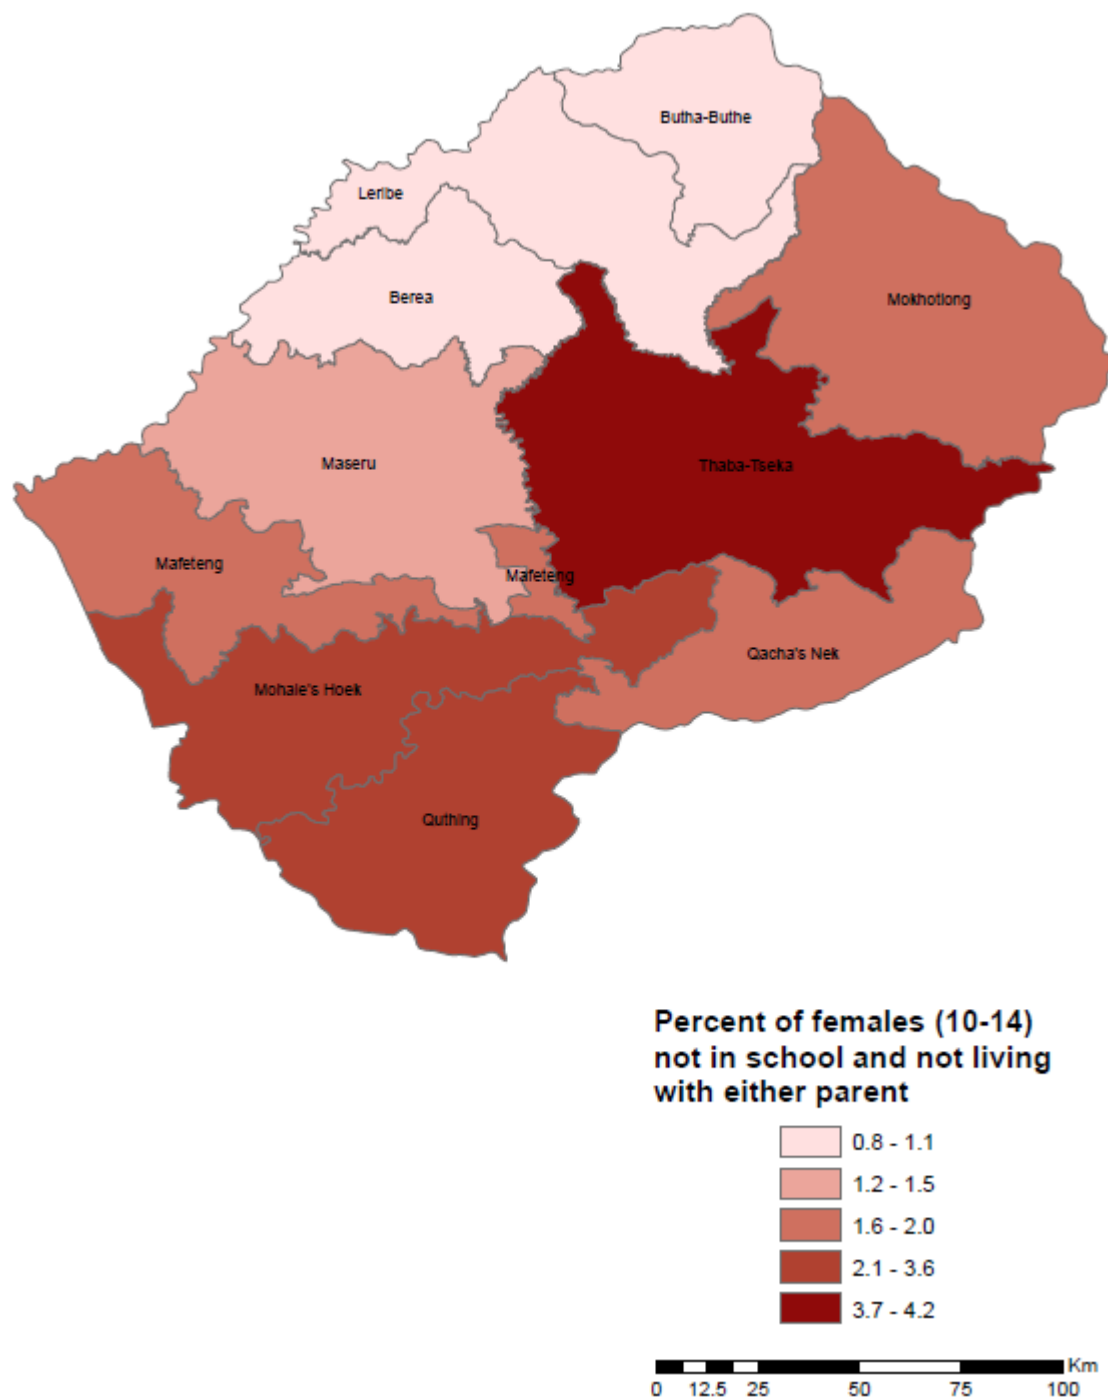 Butha-Buthe
Leribe
Berea
Mokhotlong
Maseru
Thaba-Tseka
Mafeteng
Mafeteng
Qacha's Nek
Mohale's Hoek
Quthing
Percent of females (10-14)
not in school and not living
with either parent
0.8 - 1.1
1.2 - 1.5
1.6 - 2.0
2.1 - 3.6
3.7 - 4.2
Km
0 12.5 25 50 75 100